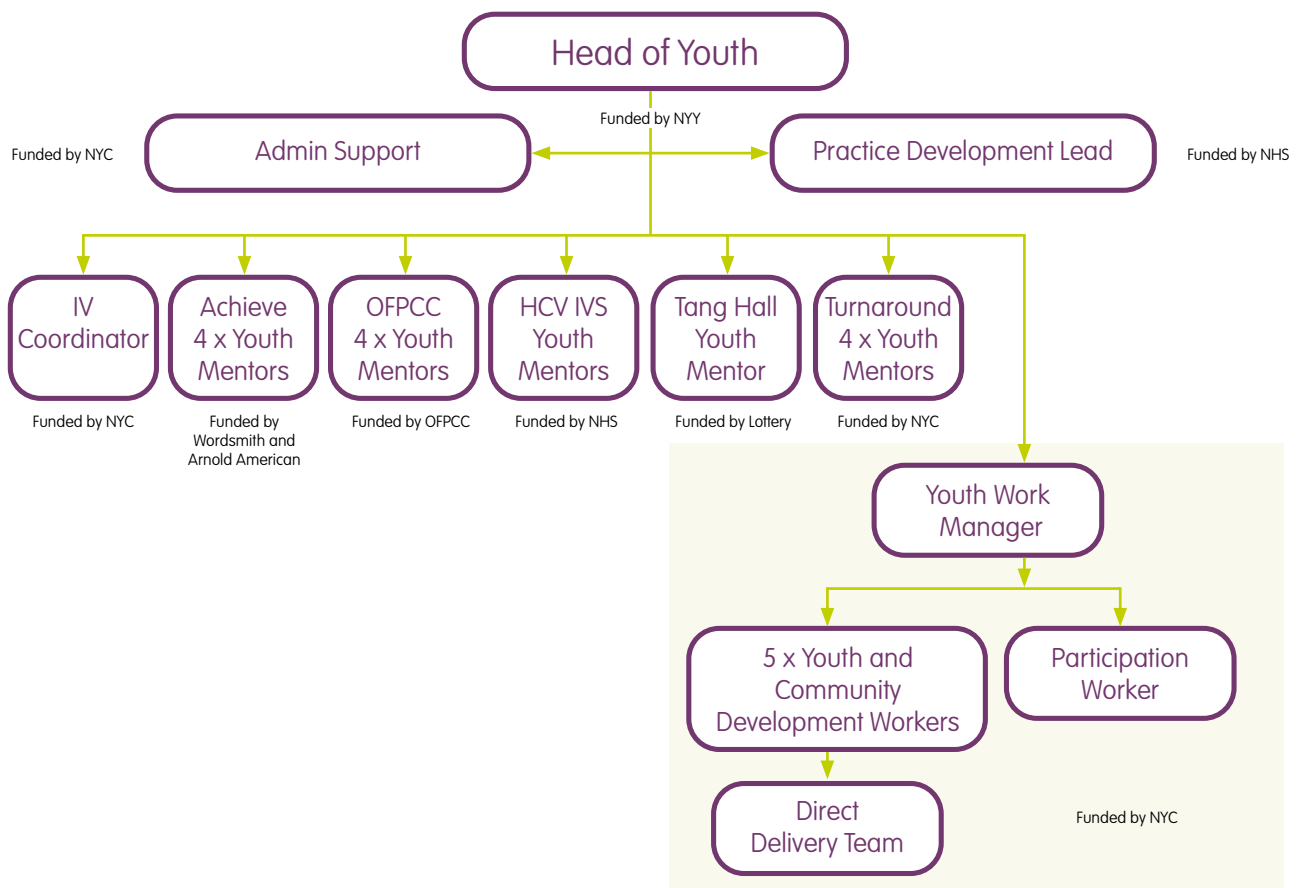 Head of Youth
Funded by NYY
Funded by NYC
Admin Support
Practice Development Lead
Funded by NHS
IV
Coordinator
Funded by NYC
Achieve
4 x Youth
Mentors
Funded by
Wordsmith and
Arnold American
OFPCC
4 x Youth
Mentors
Funded by OFPCC
HCV IVS
Youth
Mentors
Funded by NHS
Tang Hall
Youth
Mentor
Funded by Lottery
Turnaround
4 x Youth
Mentors
Funded by NYC
Youth Work
Manager
5 x Youth and
Community
Development Workers
Participation
Worker
Direct
Delivery Team
Funded by NYC